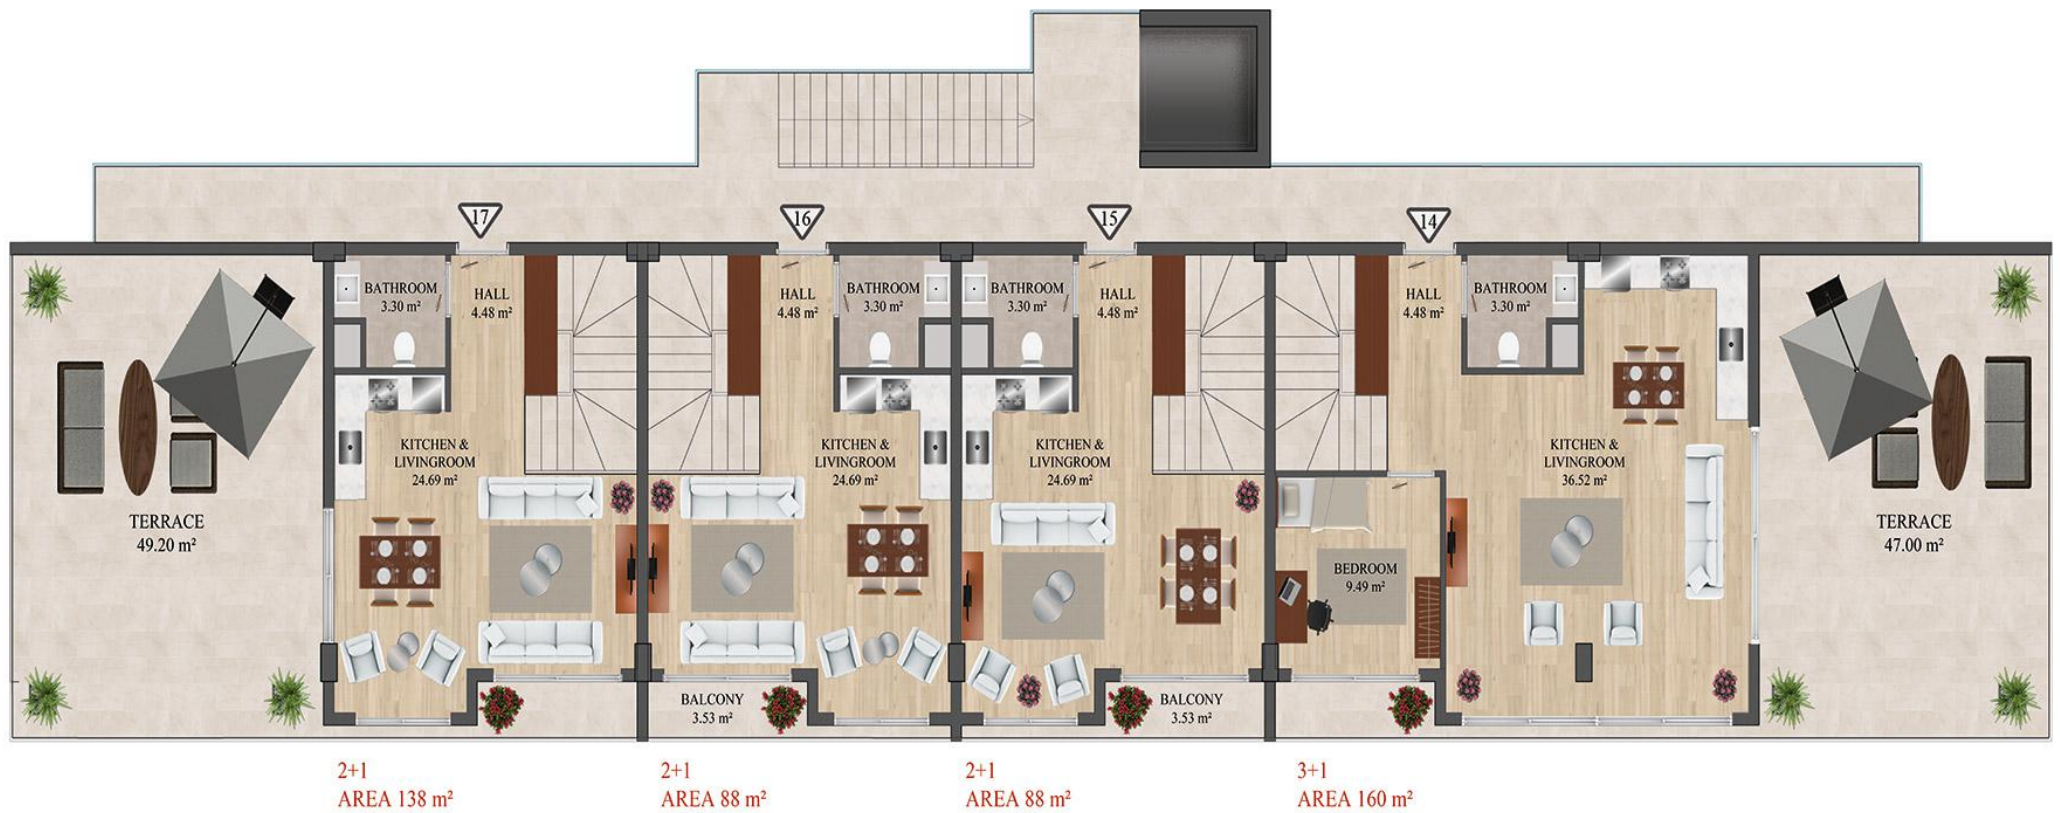 17
16
15
14
BATHROOM
3.30 m²
HALL
4.48 m²
HALL
4.48 m²
BATHROOM
3.30 m²
BATHROOM
3.30 m²
HALL
4.48 m²
HALL
4.48 m²
BATHROOM
3.30 m²
KITCHEN &
LIVINGROOM
24.69 m²
KITCHEN &
LIVINGROOM
24.69 m²
KITCHEN &
LIVINGROOM
24.69 m²
KITCHEN &
LIVINGROOM
36.52 m²
TERRACE
49.20 m²
TERRACE
47.00 m²
BEDROOM
9.49 m²
BALCONY
3.53 m²
BALCONY
3.53 m²
2+1
AREA 138 m²
2+1
AREA 88 m²
2+1
AREA 88 m²
3+1
AREA 160 m²